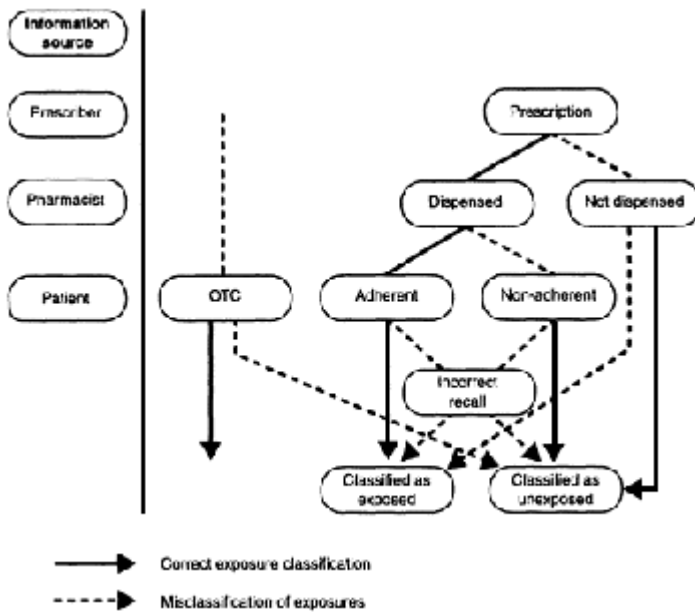 Information
source
Prescriber
Prescription
Pharmacist
Dispensed
Not dispensed
Patient
OTC
Adherent
Non-adherent
Incorrect
recall
Classified as
exposed
Classified as
unexposed
Correct exposure classification
Misclassification of exposures